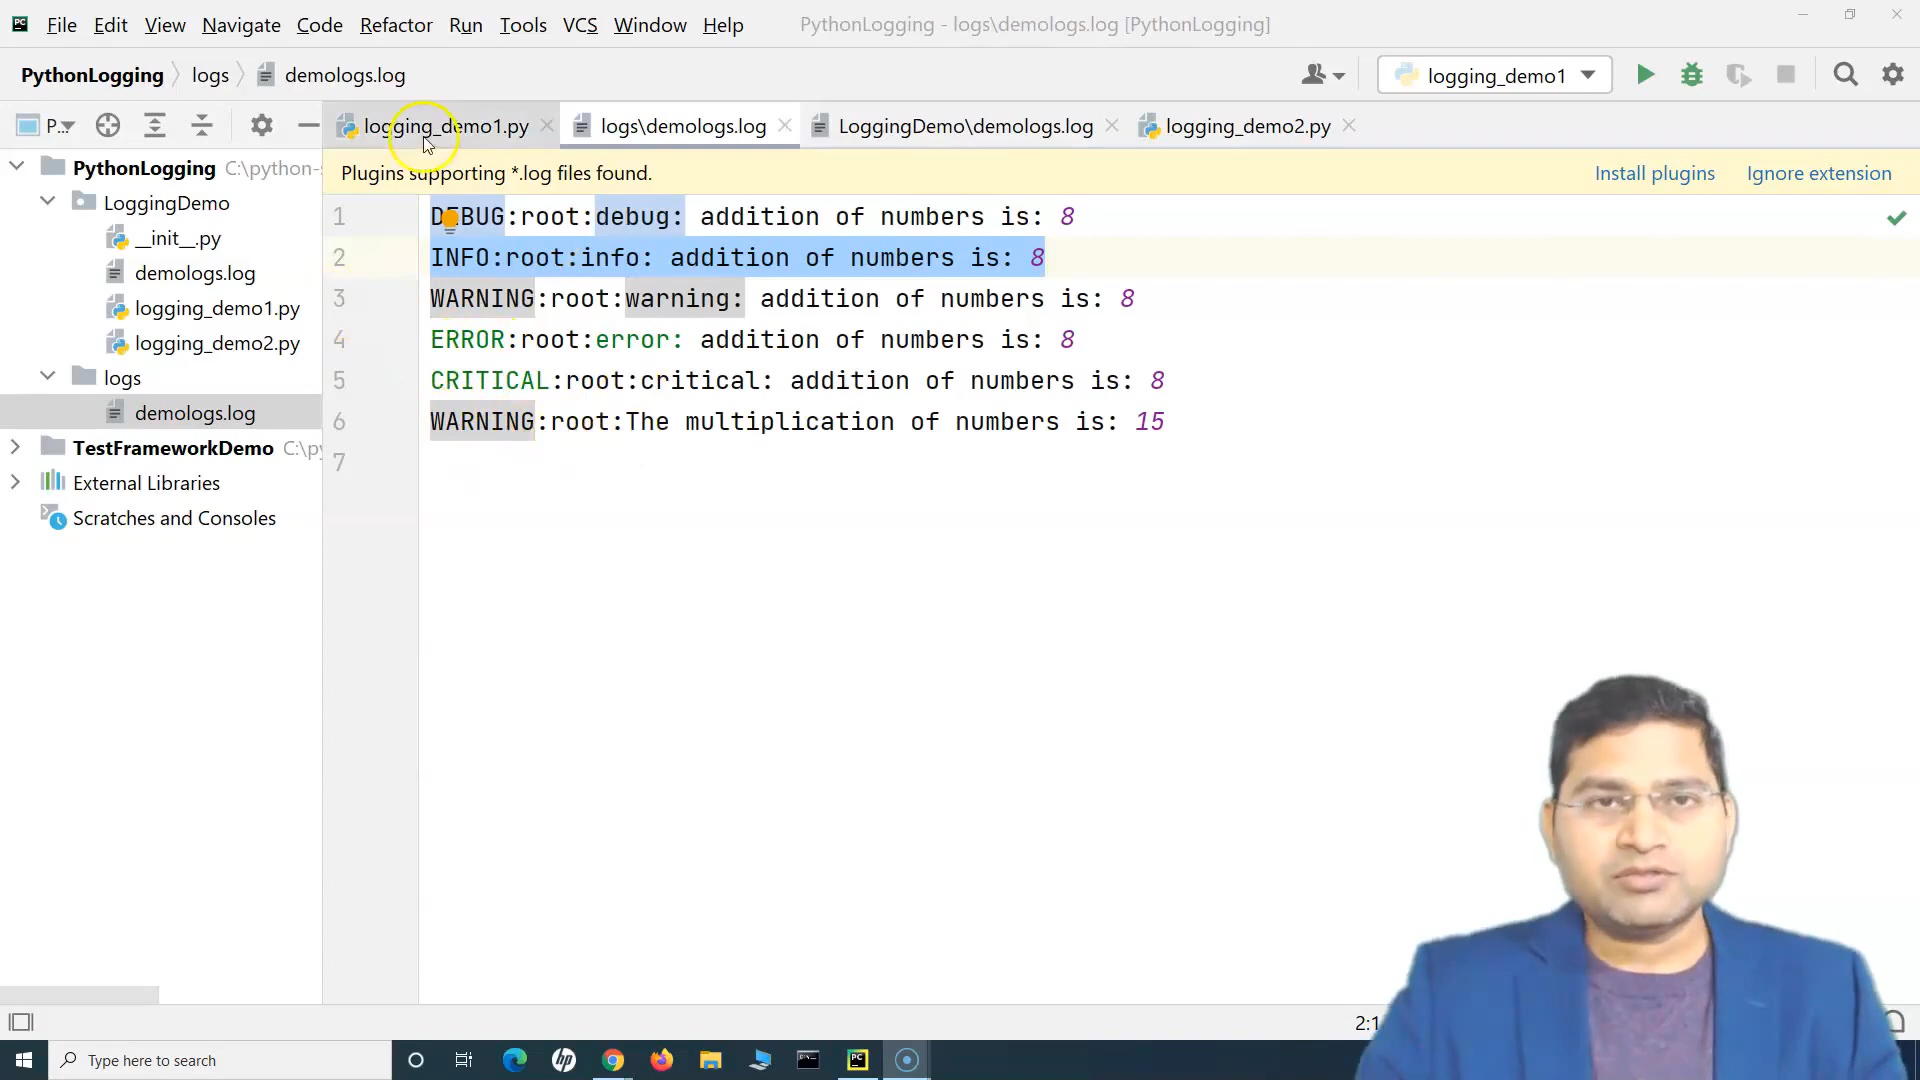 File Edit View Navigate Code Refactor Run Tools VCS Window Help PythonLogging - logs\demologs.log [PythonLogging]
PythonLogging logs demologs.log logging_demo1
P... logging_demo1.py logs\demologs.log LoggingDemo\demologs.log logging_demo2.py
Plugins supporting *.log files found. Install plugins Ignore extension
PythonLogging C:\python-s
LoggingDemo
__init__.py
demologs.log
logging_demo1.py
logging_demo2.py
logs
demologs.log
TestFrameworkDemo C:\py
External Libraries
Scratches and Consoles
1 DEBUG:root:debug: addition of numbers is: 8
2 INFO:root:info: addition of numbers is: 8
3 WARNING:root:warning: addition of numbers is: 8
4 ERROR:root:error: addition of numbers is: 8
5 CRITICAL:root:critical: addition of numbers is: 8
6 WARNING:root:The multiplication of numbers is: 15
7
2:1
Type here to search
hp
PC